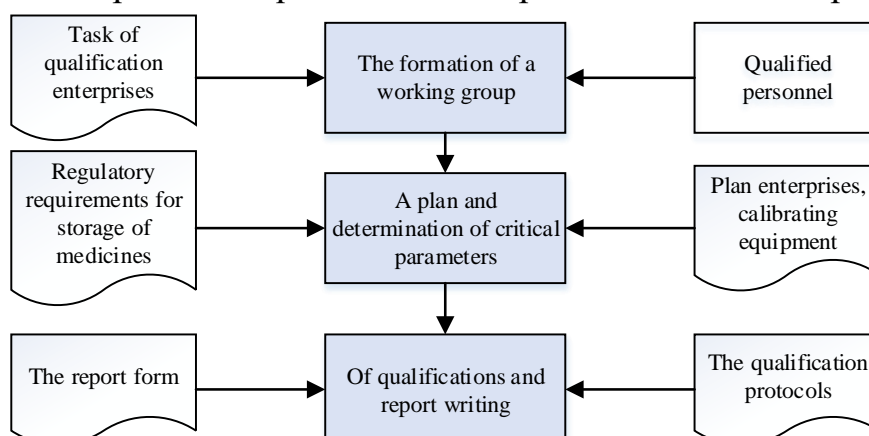 Task of
qualification
enterprises
The formation of a
working group
Qualified
personnel
Regulatory
requirements for
storage of
medicines
A plan and
determination of critical
parameters
Plan enterprises,
calibrating
equipment
The report form
Of qualifications and
report writing
The qualification
protocols